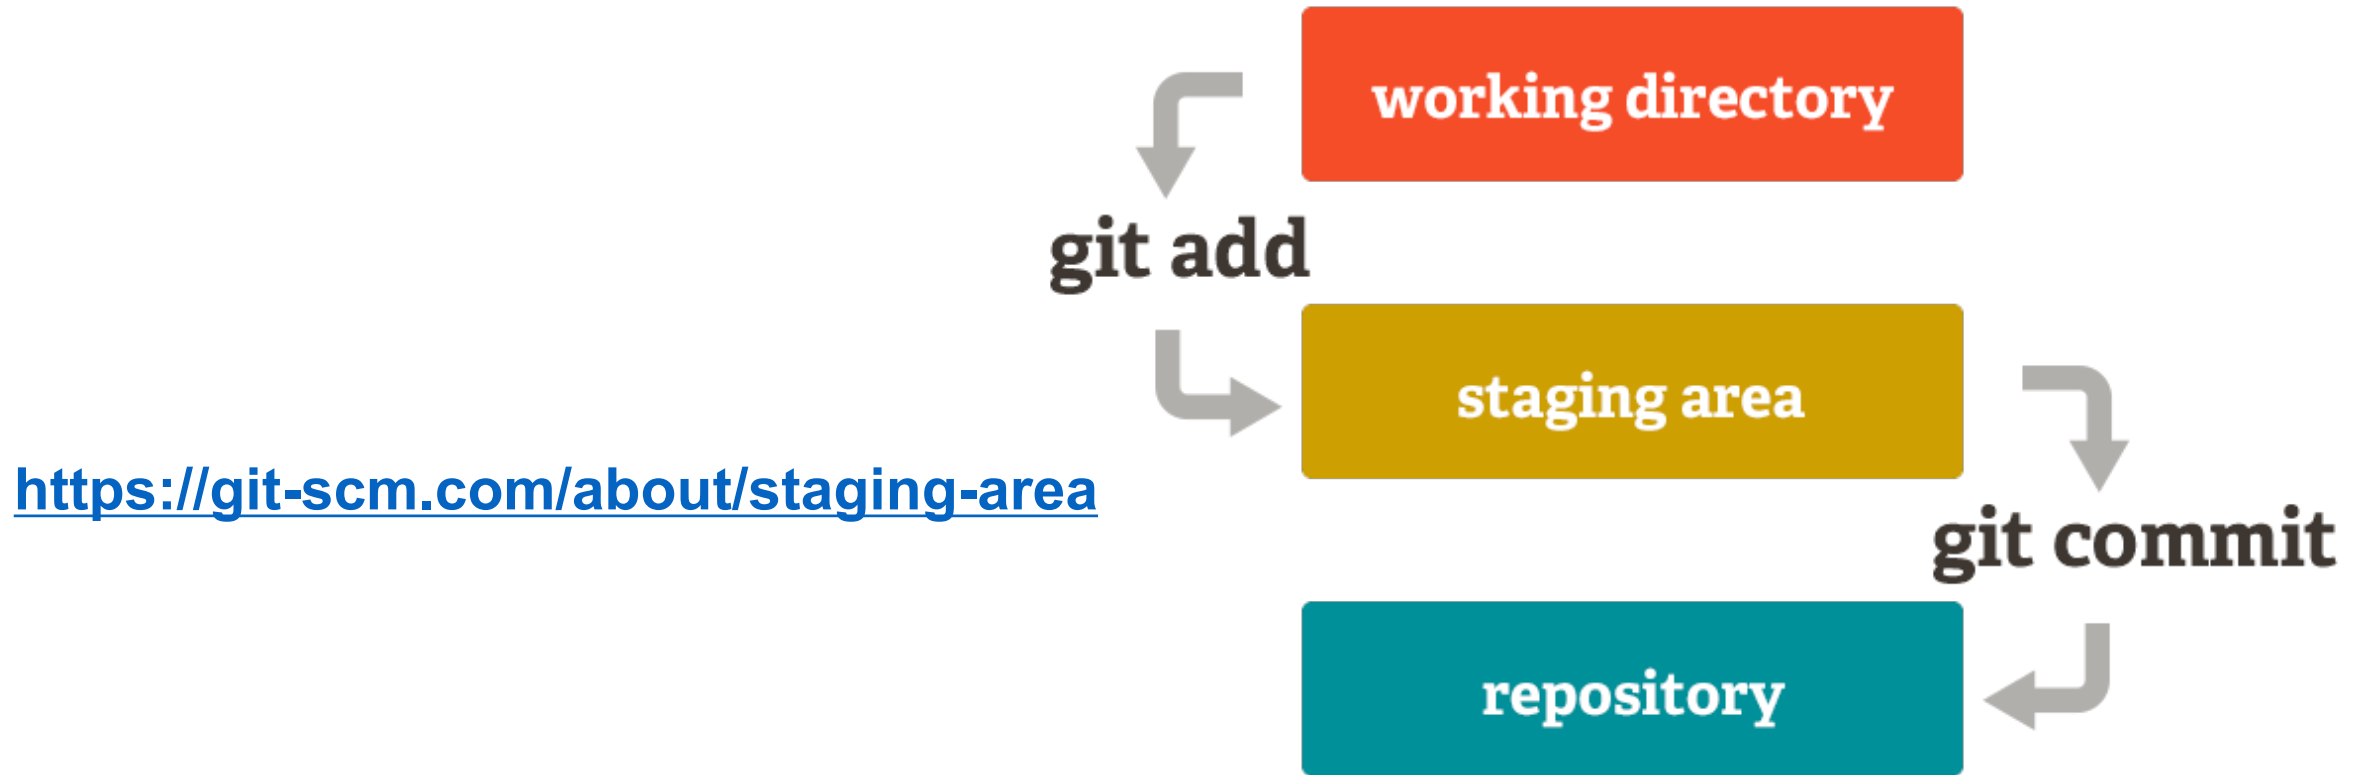 working directory
git add
staging area
https://git-scm.com/about/staging-area
git commit
repository